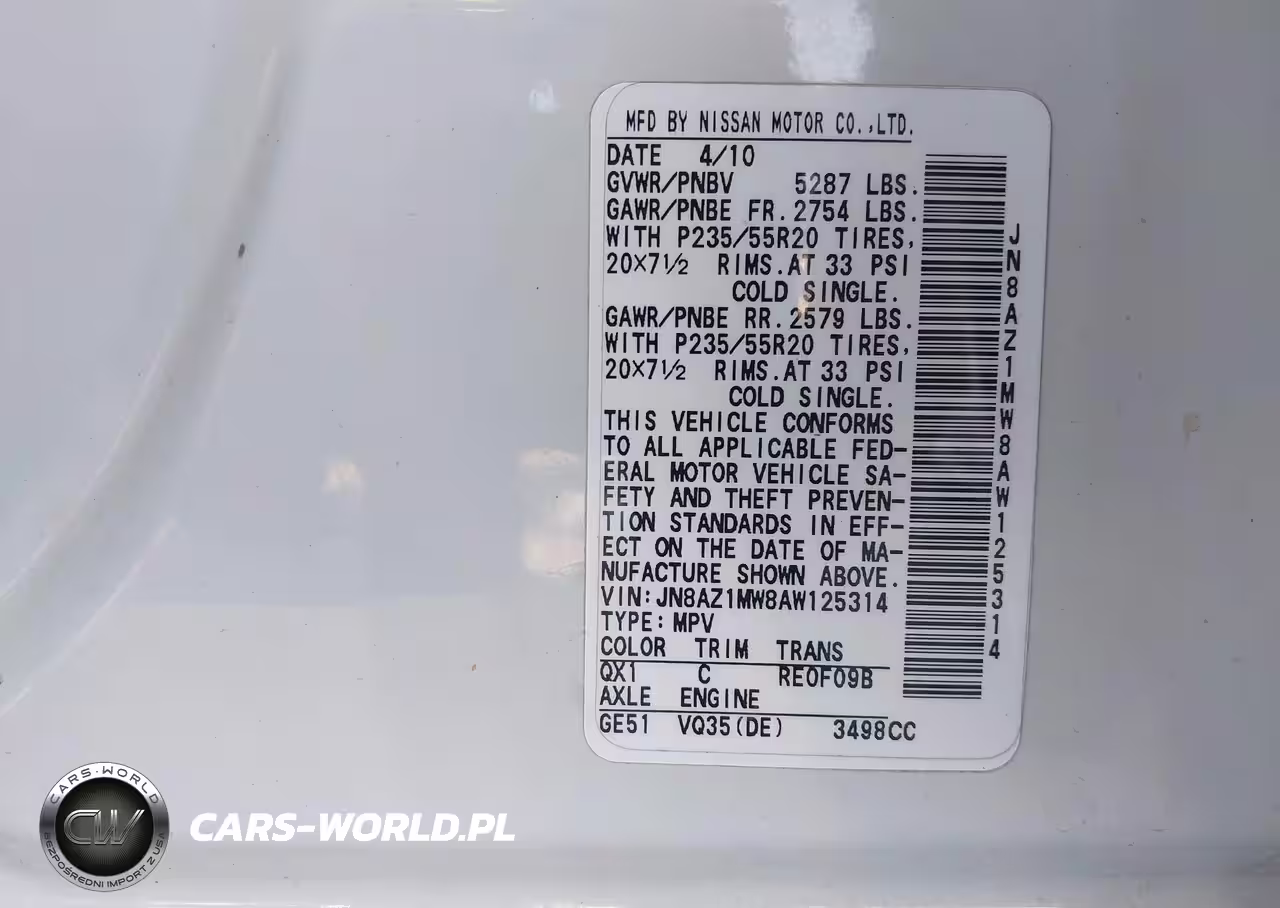 MFD BY NISSAN MOTOR CO.,LTD.
DATE 4/10
GVWR/PNBV 5287 LBS.
GAWR/PNBE FR. 2754 LBS.
WITH P235/55R20 TIRES,
20×7½ RIMS.AT 33 PSI
COLD SINGLE.
GAWR/PNBE RR. 2579 LBS.
WITH P235/55R20 TIRES,
20×7½ RIMS.AT 33 PSI
COLD SINGLE.
THIS VEHICLE CONFORMS
TO ALL APPLICABLE FED-
ERAL MOTOR VEHICLE SA-
FETY AND THEFT PREVEN-
TION STANDARDS IN EFF-
ECT ON THE DATE OF MA-
NUFACTURE SHOWN ABOVE.
VIN:JN8AZ1MW8AW125314
TYPE:MPV
COLOR TRIM TRANS
QX1 C RE0F09B
AXLE ENGINE
GE51 VQ35(DE) 3498CC
JN8AZ1MW8AW125314
CARS-WORLD
CW
BEZPOŚREDNI IMPORT Z USA
CARS-WORLD.PL